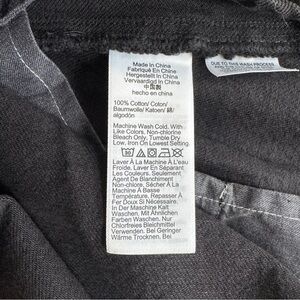 Made In China
Fabriqué En Chine
Hergestellt In China
Vervaardigd In China
中国製
hecho en china
100% Cotton/ Coton/
Baumwolle/ Katoen/ 綿/
algodón
Machine Wash Cold, With
Like Colors. Non-chlorine
Bleach Only, Tumble Dry
Low, Iron on Lowest Setting.
30
Laver À La Machine À L'eau
Froide, Laver En Séparant
Les Couleurs. Seulement
Agent De Blanchiment
Non-chlore, Sécher À La
Machine À Basse
Température. Repasser À
Fer Doux Si Nécessaire.
In Der Maschine Kalt
Waschen, Mit Ähnlichen
Farben Waschen. Nur
Chlorfreies Bleichmittel
Verwenden. Bei Geringer
Wärme Trocknen. Bei
DUE TO THIS WASH PROCESS